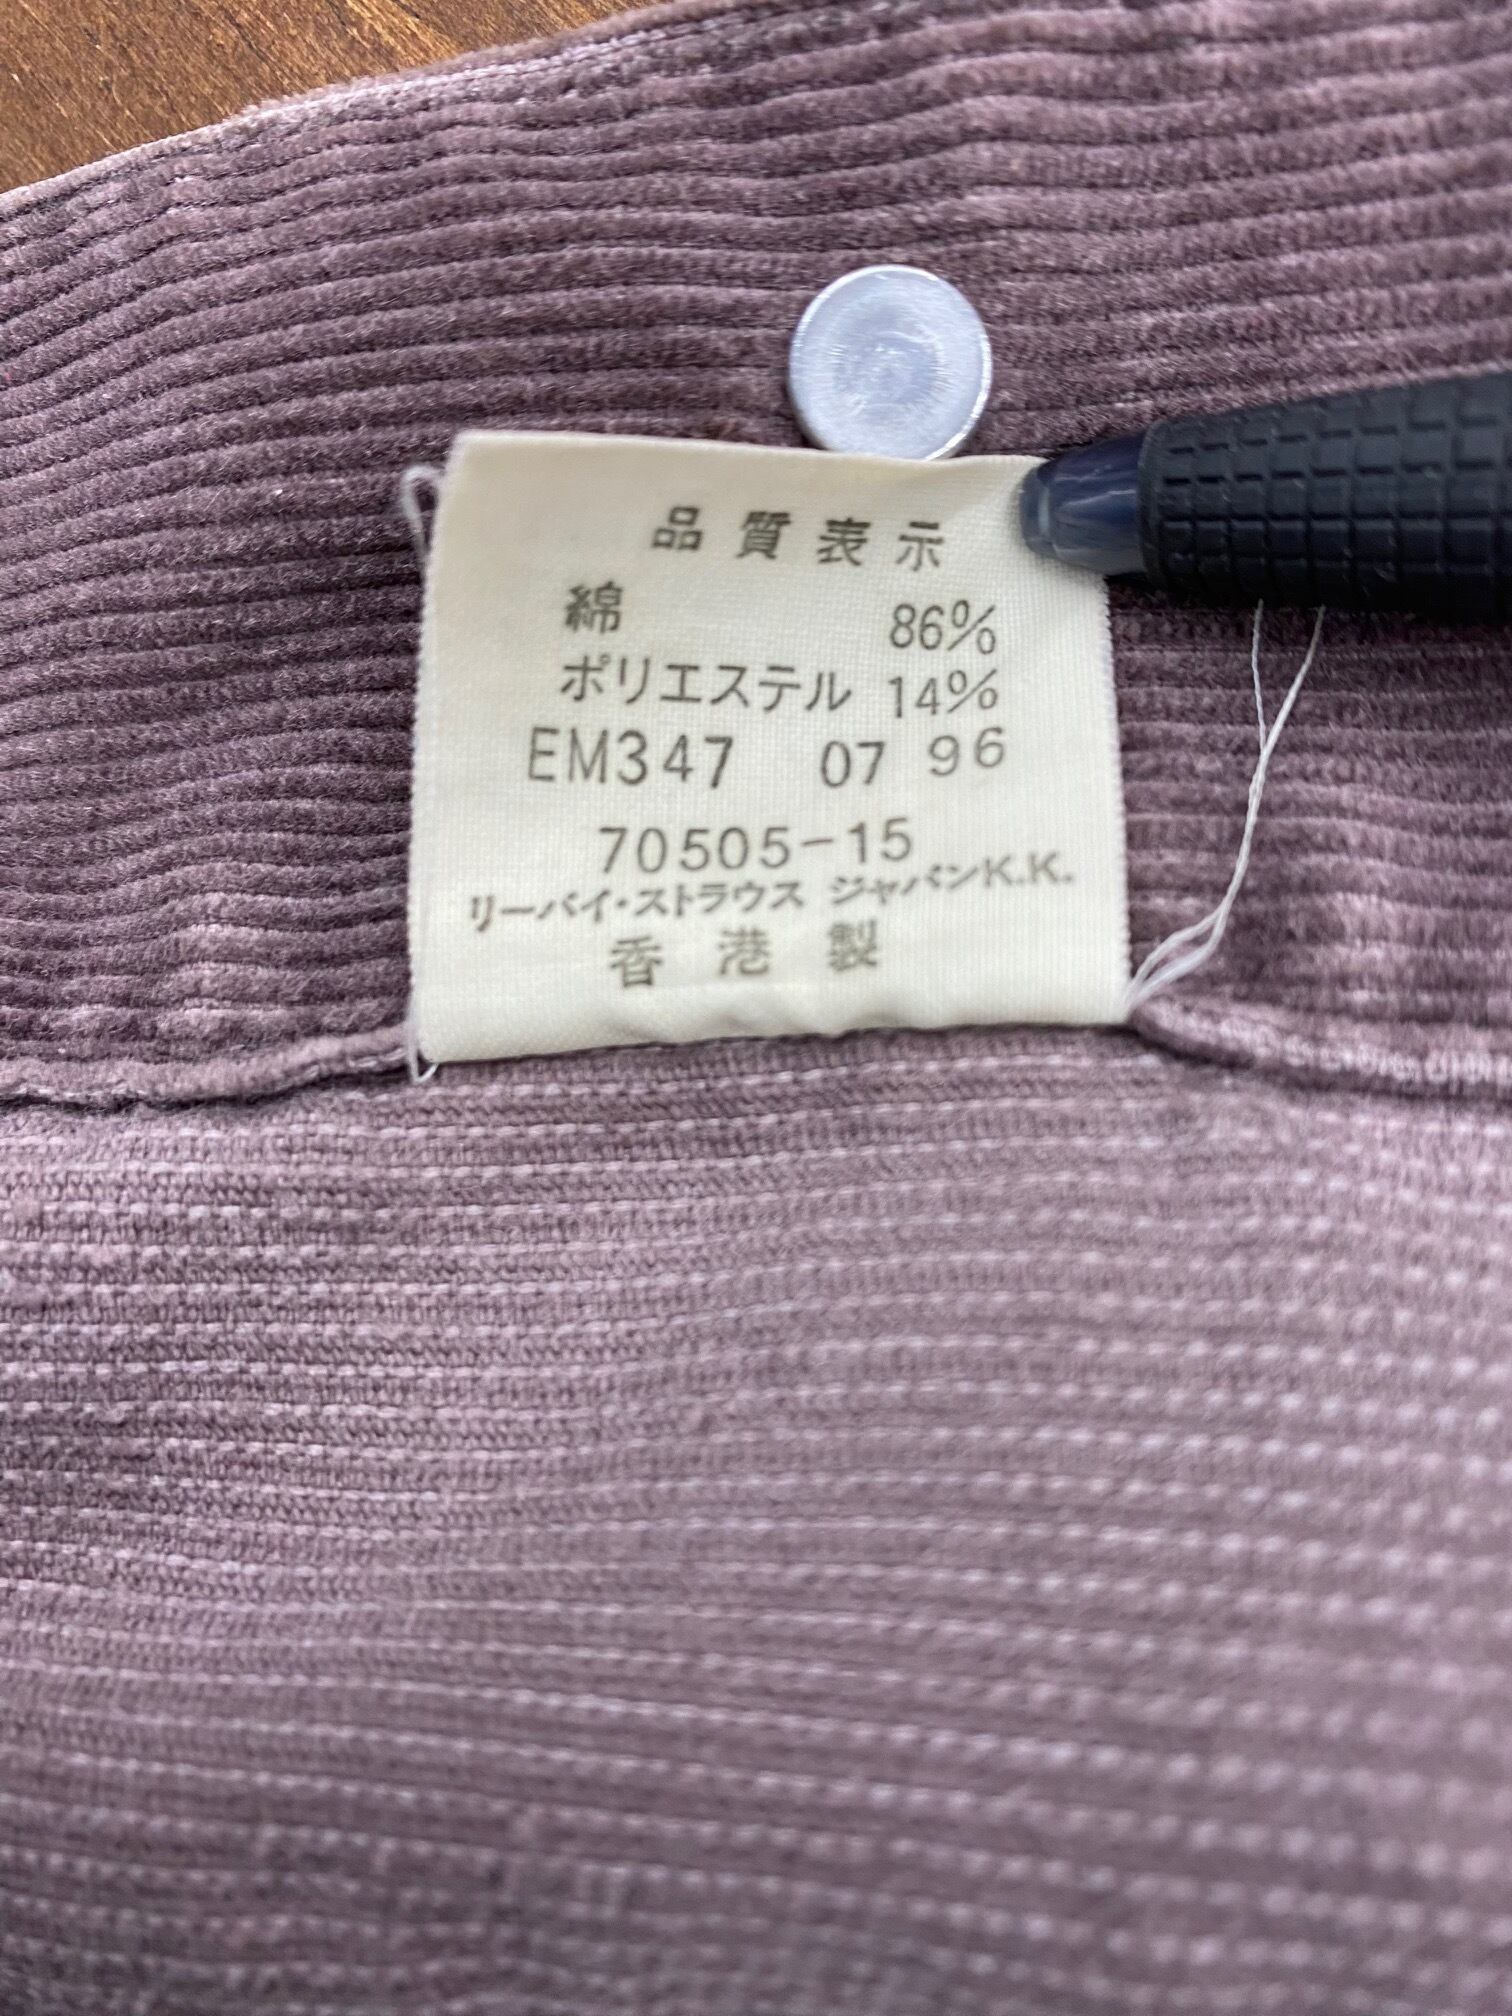 品質表示
綿 86%
ポリエステル 14%
EM347 07 96
70505-15
リーバイ・ストラウス ジャパンK.K.
香港製